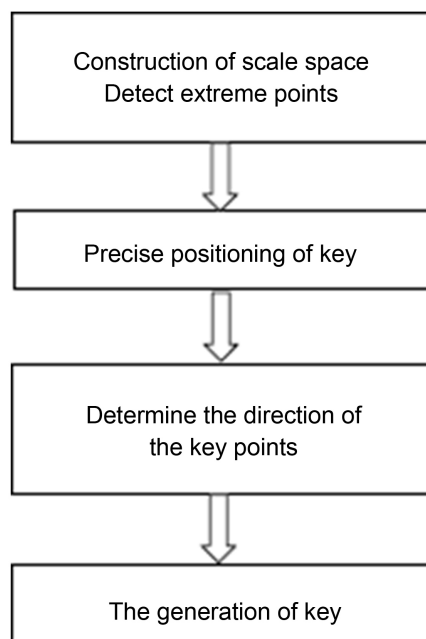 Construction of scale space
Detect extreme points
Precise positioning of key
Determine the direction of
the key points
The generation of key